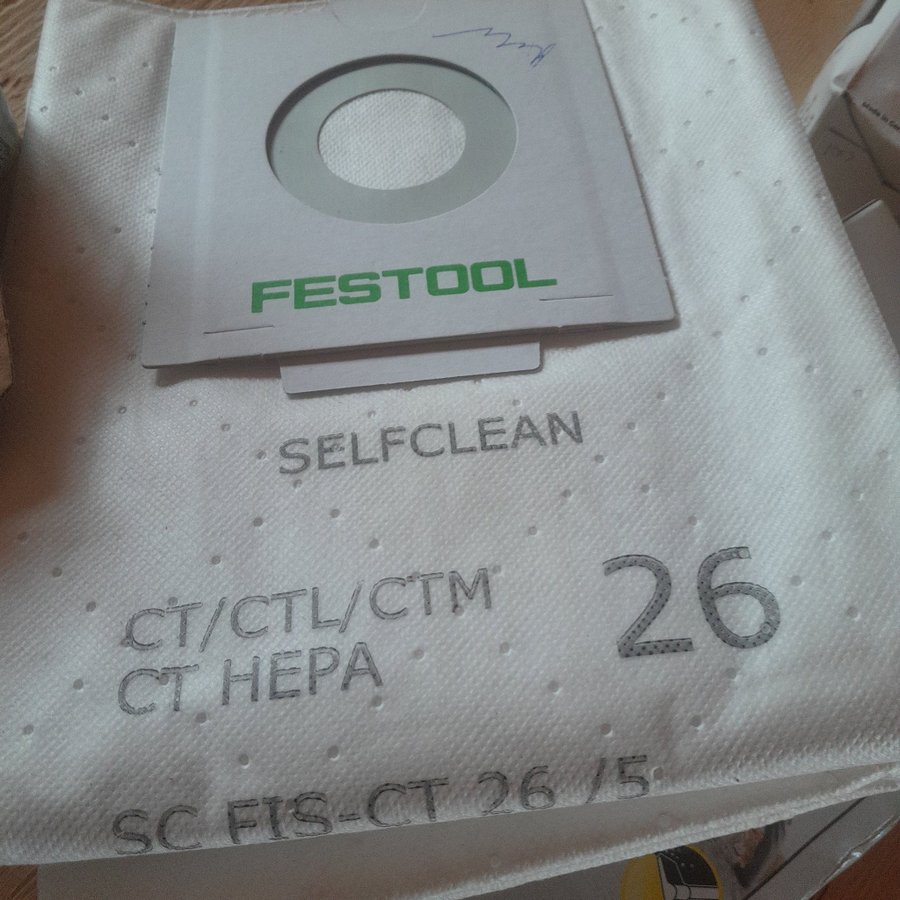 FESTOOL
SELFCLEAN
CT/CTL/CTM
CT HEPA
26
SC FIS-CT 26 /5